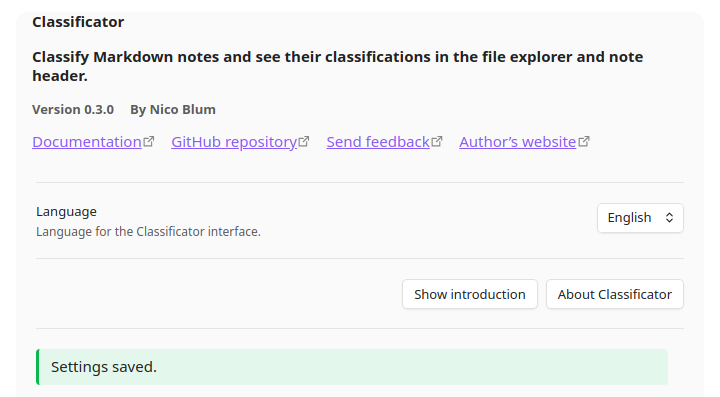 Classificator
Classify Markdown notes and see their classifications in the file explorer and note
header.
Version 0.3.0 By Nico Blum
Documentation GitHub repository Send feedback Author’s website
Language
Language for the Classificator interface.
English
Show introduction About Classificator
Settings saved.